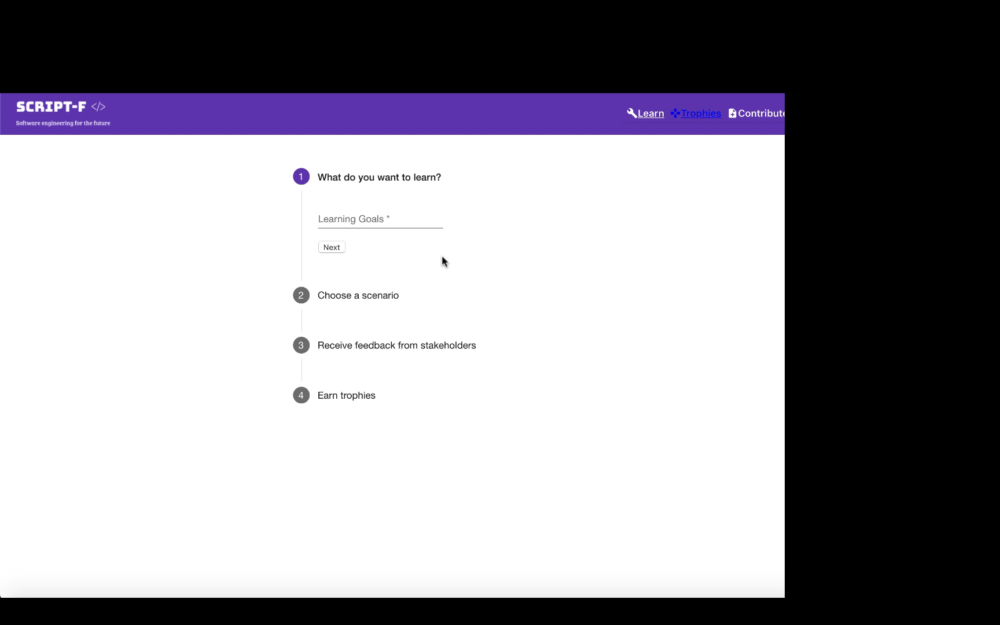 SCRIPT-F </>
Software engineering for the future
Learn Trophies Contribute
1 What do you want to learn?
Learning Goals *
Next
2 Choose a scenario
3 Receive feedback from stakeholders
4 Earn trophies